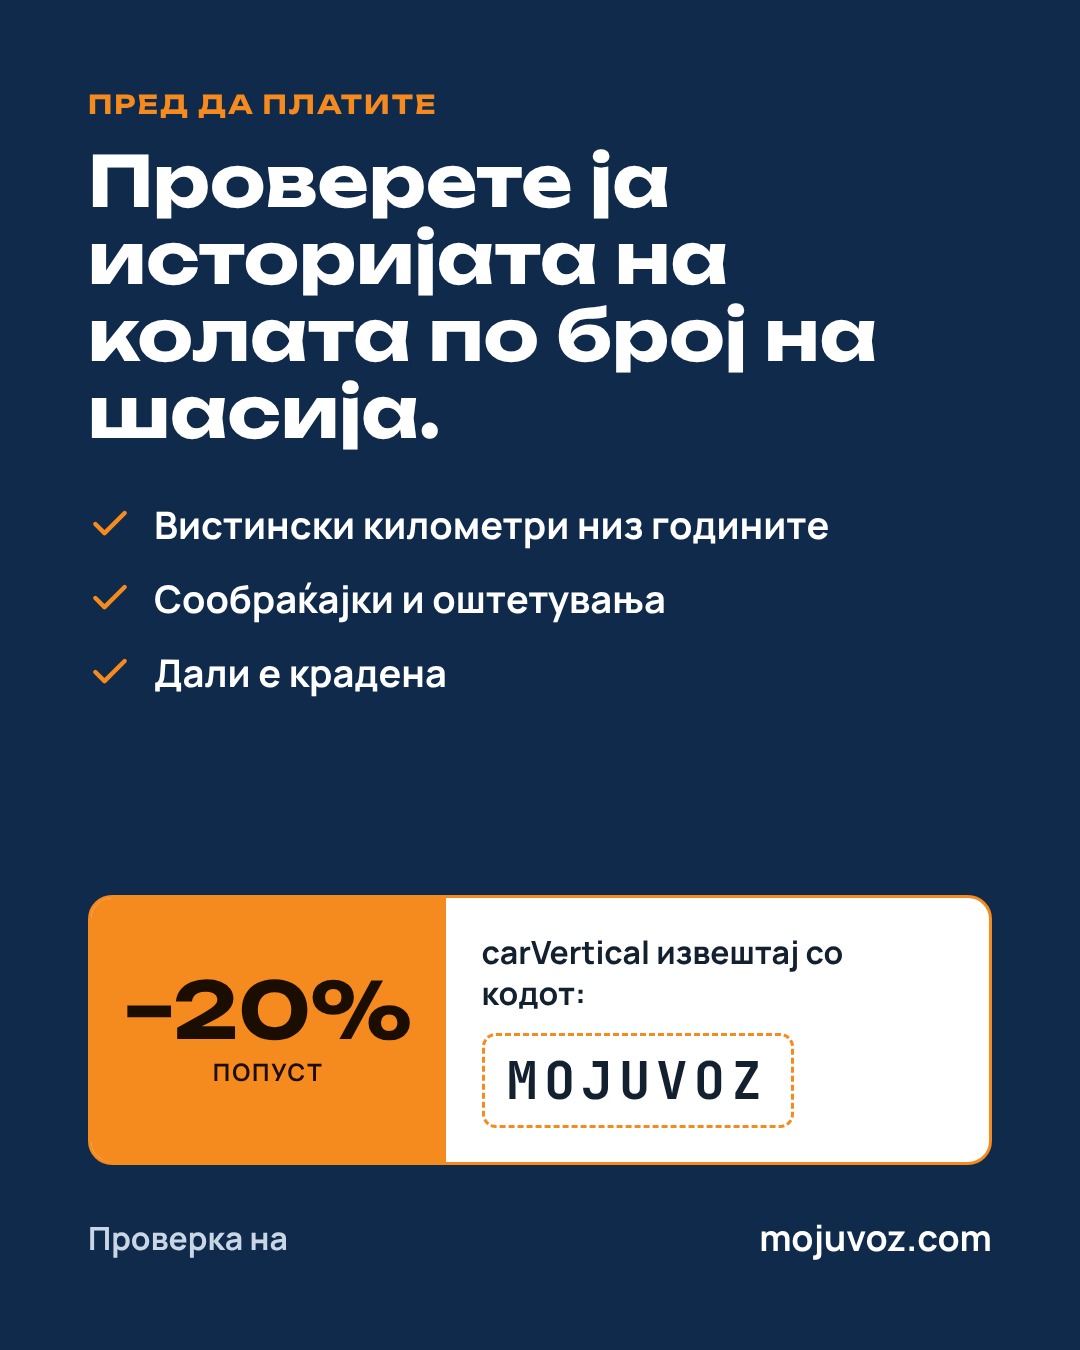 ПРЕД ДА ПЛАТИТЕ
Проверете ја
историјата на
колата по број на
шасија.
Вистински километри низ годините
Сообраќајки и оштетувања
Дали е крадена
–20%
ПОПУСТ
carVertical извештај со
кодот:
MOJUVOZ
Проверка на
mojuvoz.com